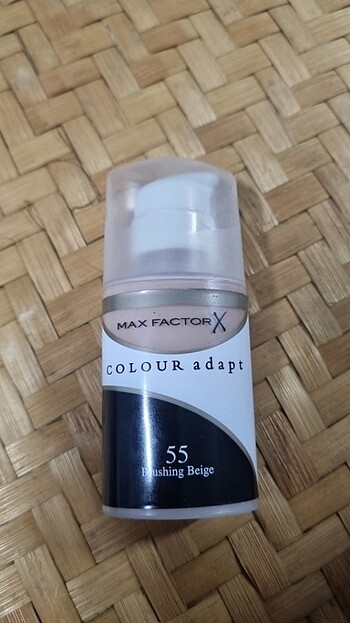 MAX FACTOR X
COLOUR adapt
55
Blushing Beige